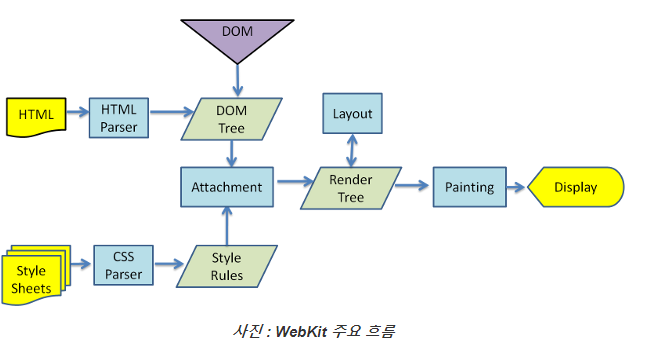 DOM
HTML
HTML
Parser
DOM
Tree
Layout
Attachment
Render
Tree
Painting
Display
Style
Sheets
CSS
Parser
Style
Rules
사진 : WebKit 주요 흐름